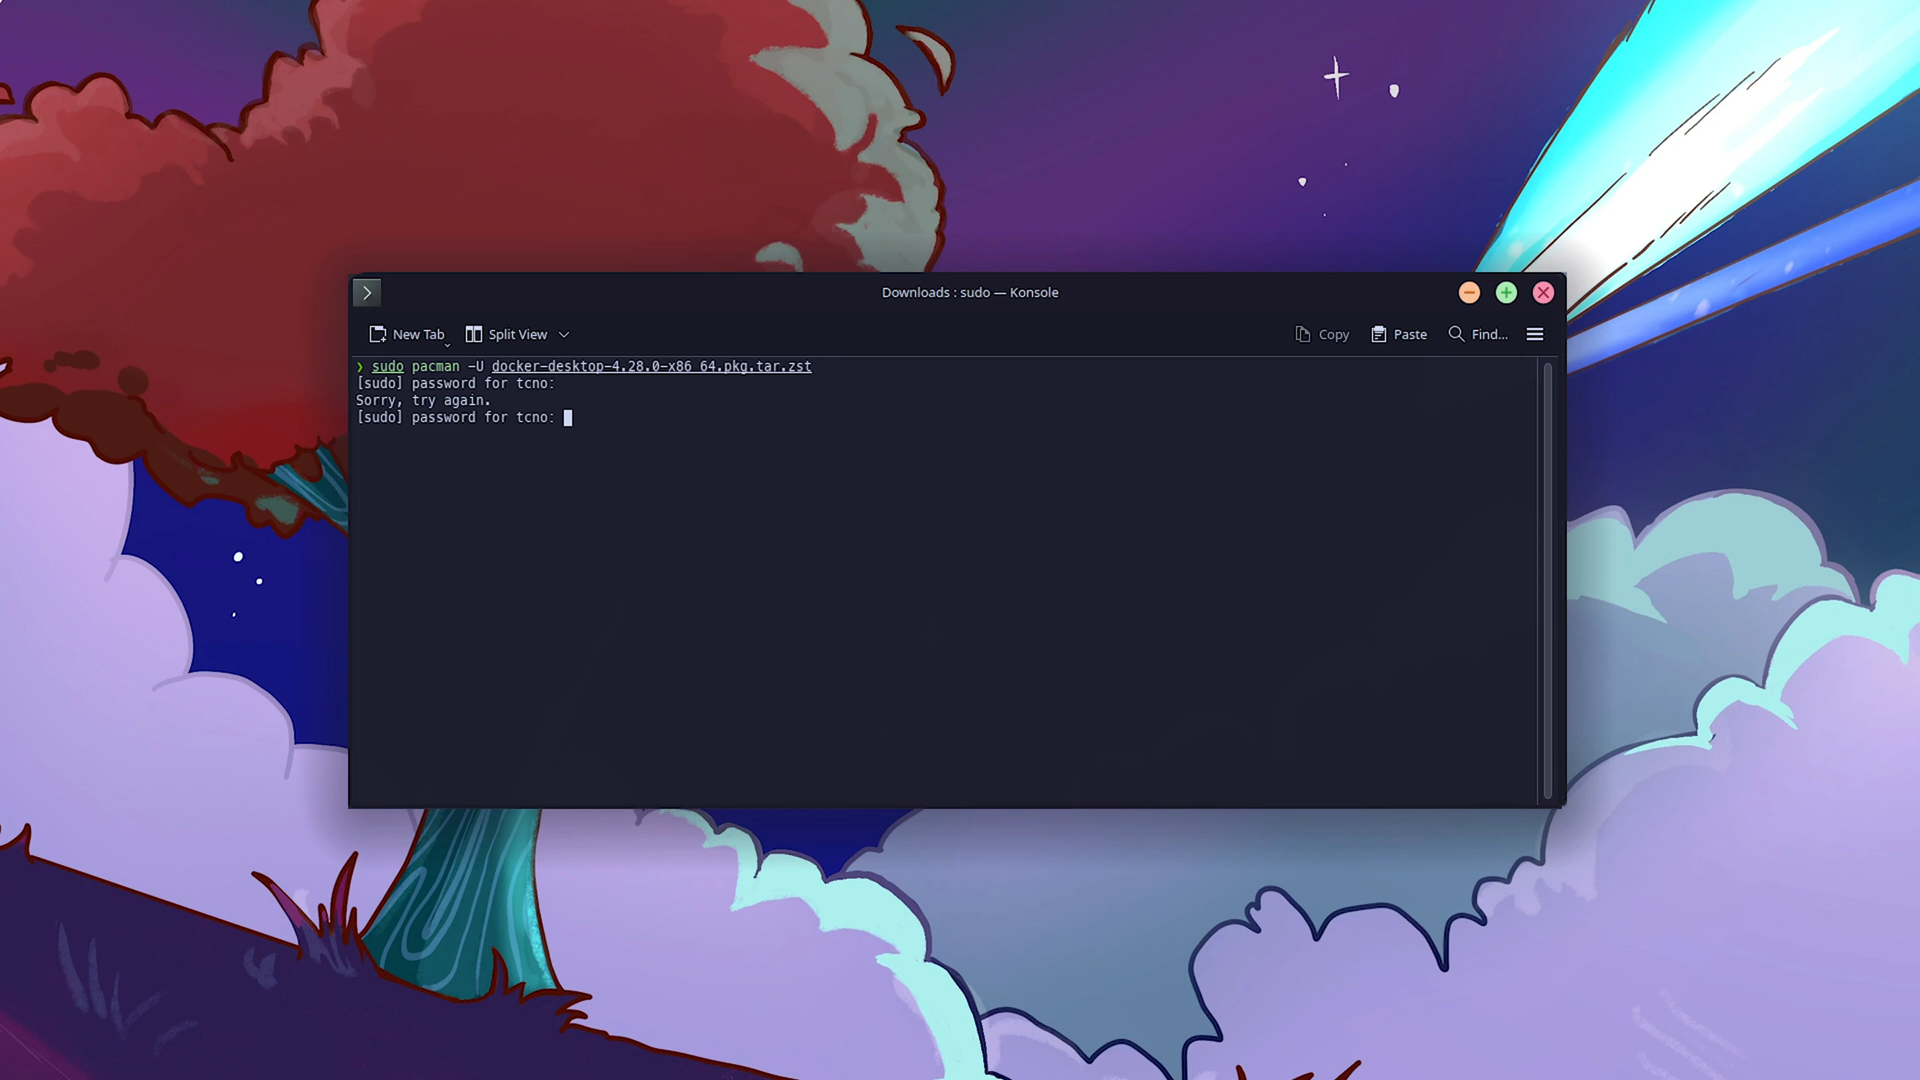 Downloads : sudo — Konsole
New Tab
Split View
Copy
Paste
Find...
❯ sudo pacman -U docker-desktop-4.28.0-x86_64.pkg.tar.zst
[sudo] password for tcno:
Sorry, try again.
[sudo] password for tcno: